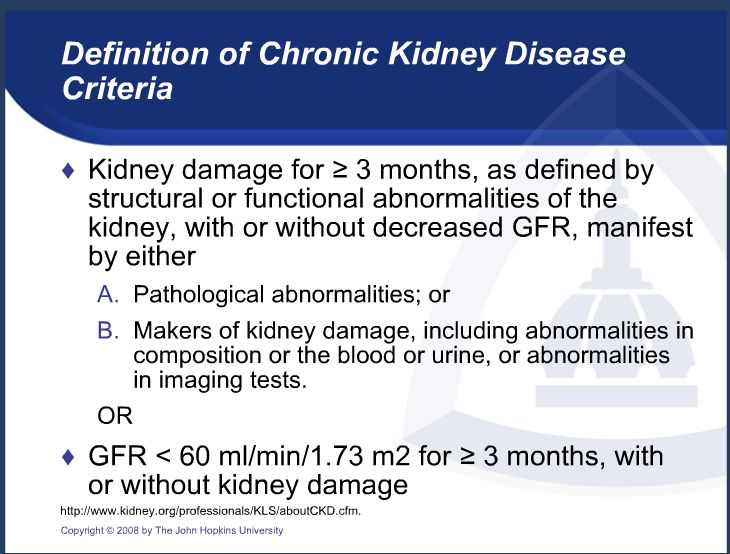 Definition of Chronic Kidney Disease
Criteria
♦ Kidney damage for ≥ 3 months, as defined by
structural or functional abnormalities of the
kidney, with or without decreased GFR, manifest
by either
A. Pathological abnormalities; or
B. Makers of kidney damage, including abnormalities in
composition or the blood or urine, or abnormalities
in imaging tests.
OR
♦ GFR < 60 ml/min/1.73 m2 for ≥ 3 months, with
or without kidney damage
http://www.kidney.org/professionals/KLS/aboutCKD.cfm.
Copyright © 2008 by The John Hopkins University